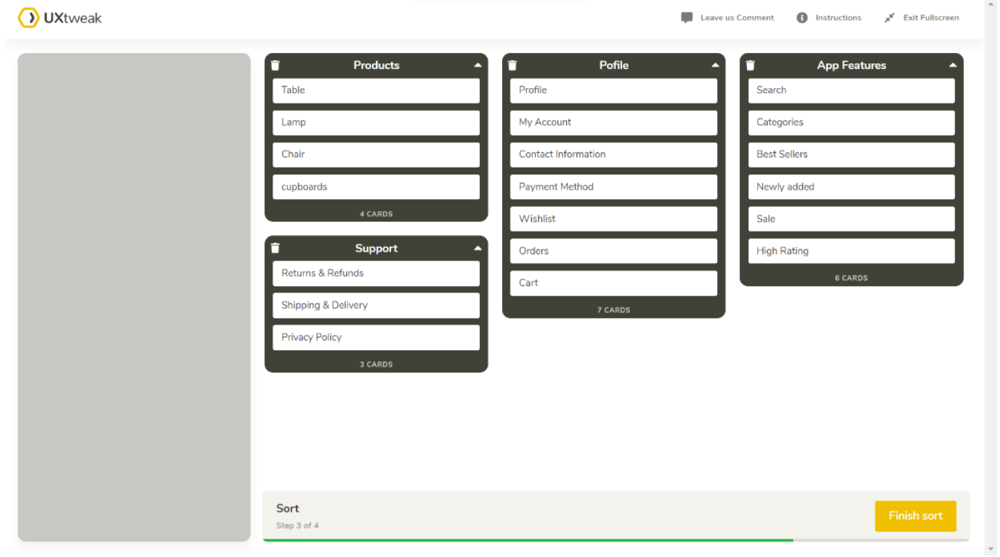 UXtweak
Leave us Comment
Instructions
Exit Fullscreen
Products
Table
Lamp
Chair
cupboards
4 CARDS
Support
Returns & Refunds
Shipping & Delivery
Privacy Policy
3 CARDS
Pofile
Profile
My Account
Contact Information
Payment Method
Wishlist
Orders
Cart
7 CARDS
App Features
Search
Categories
Best Sellers
Newly added
Sale
High Rating
6 CARDS
Sort
Step 3 of 4
Finish sort